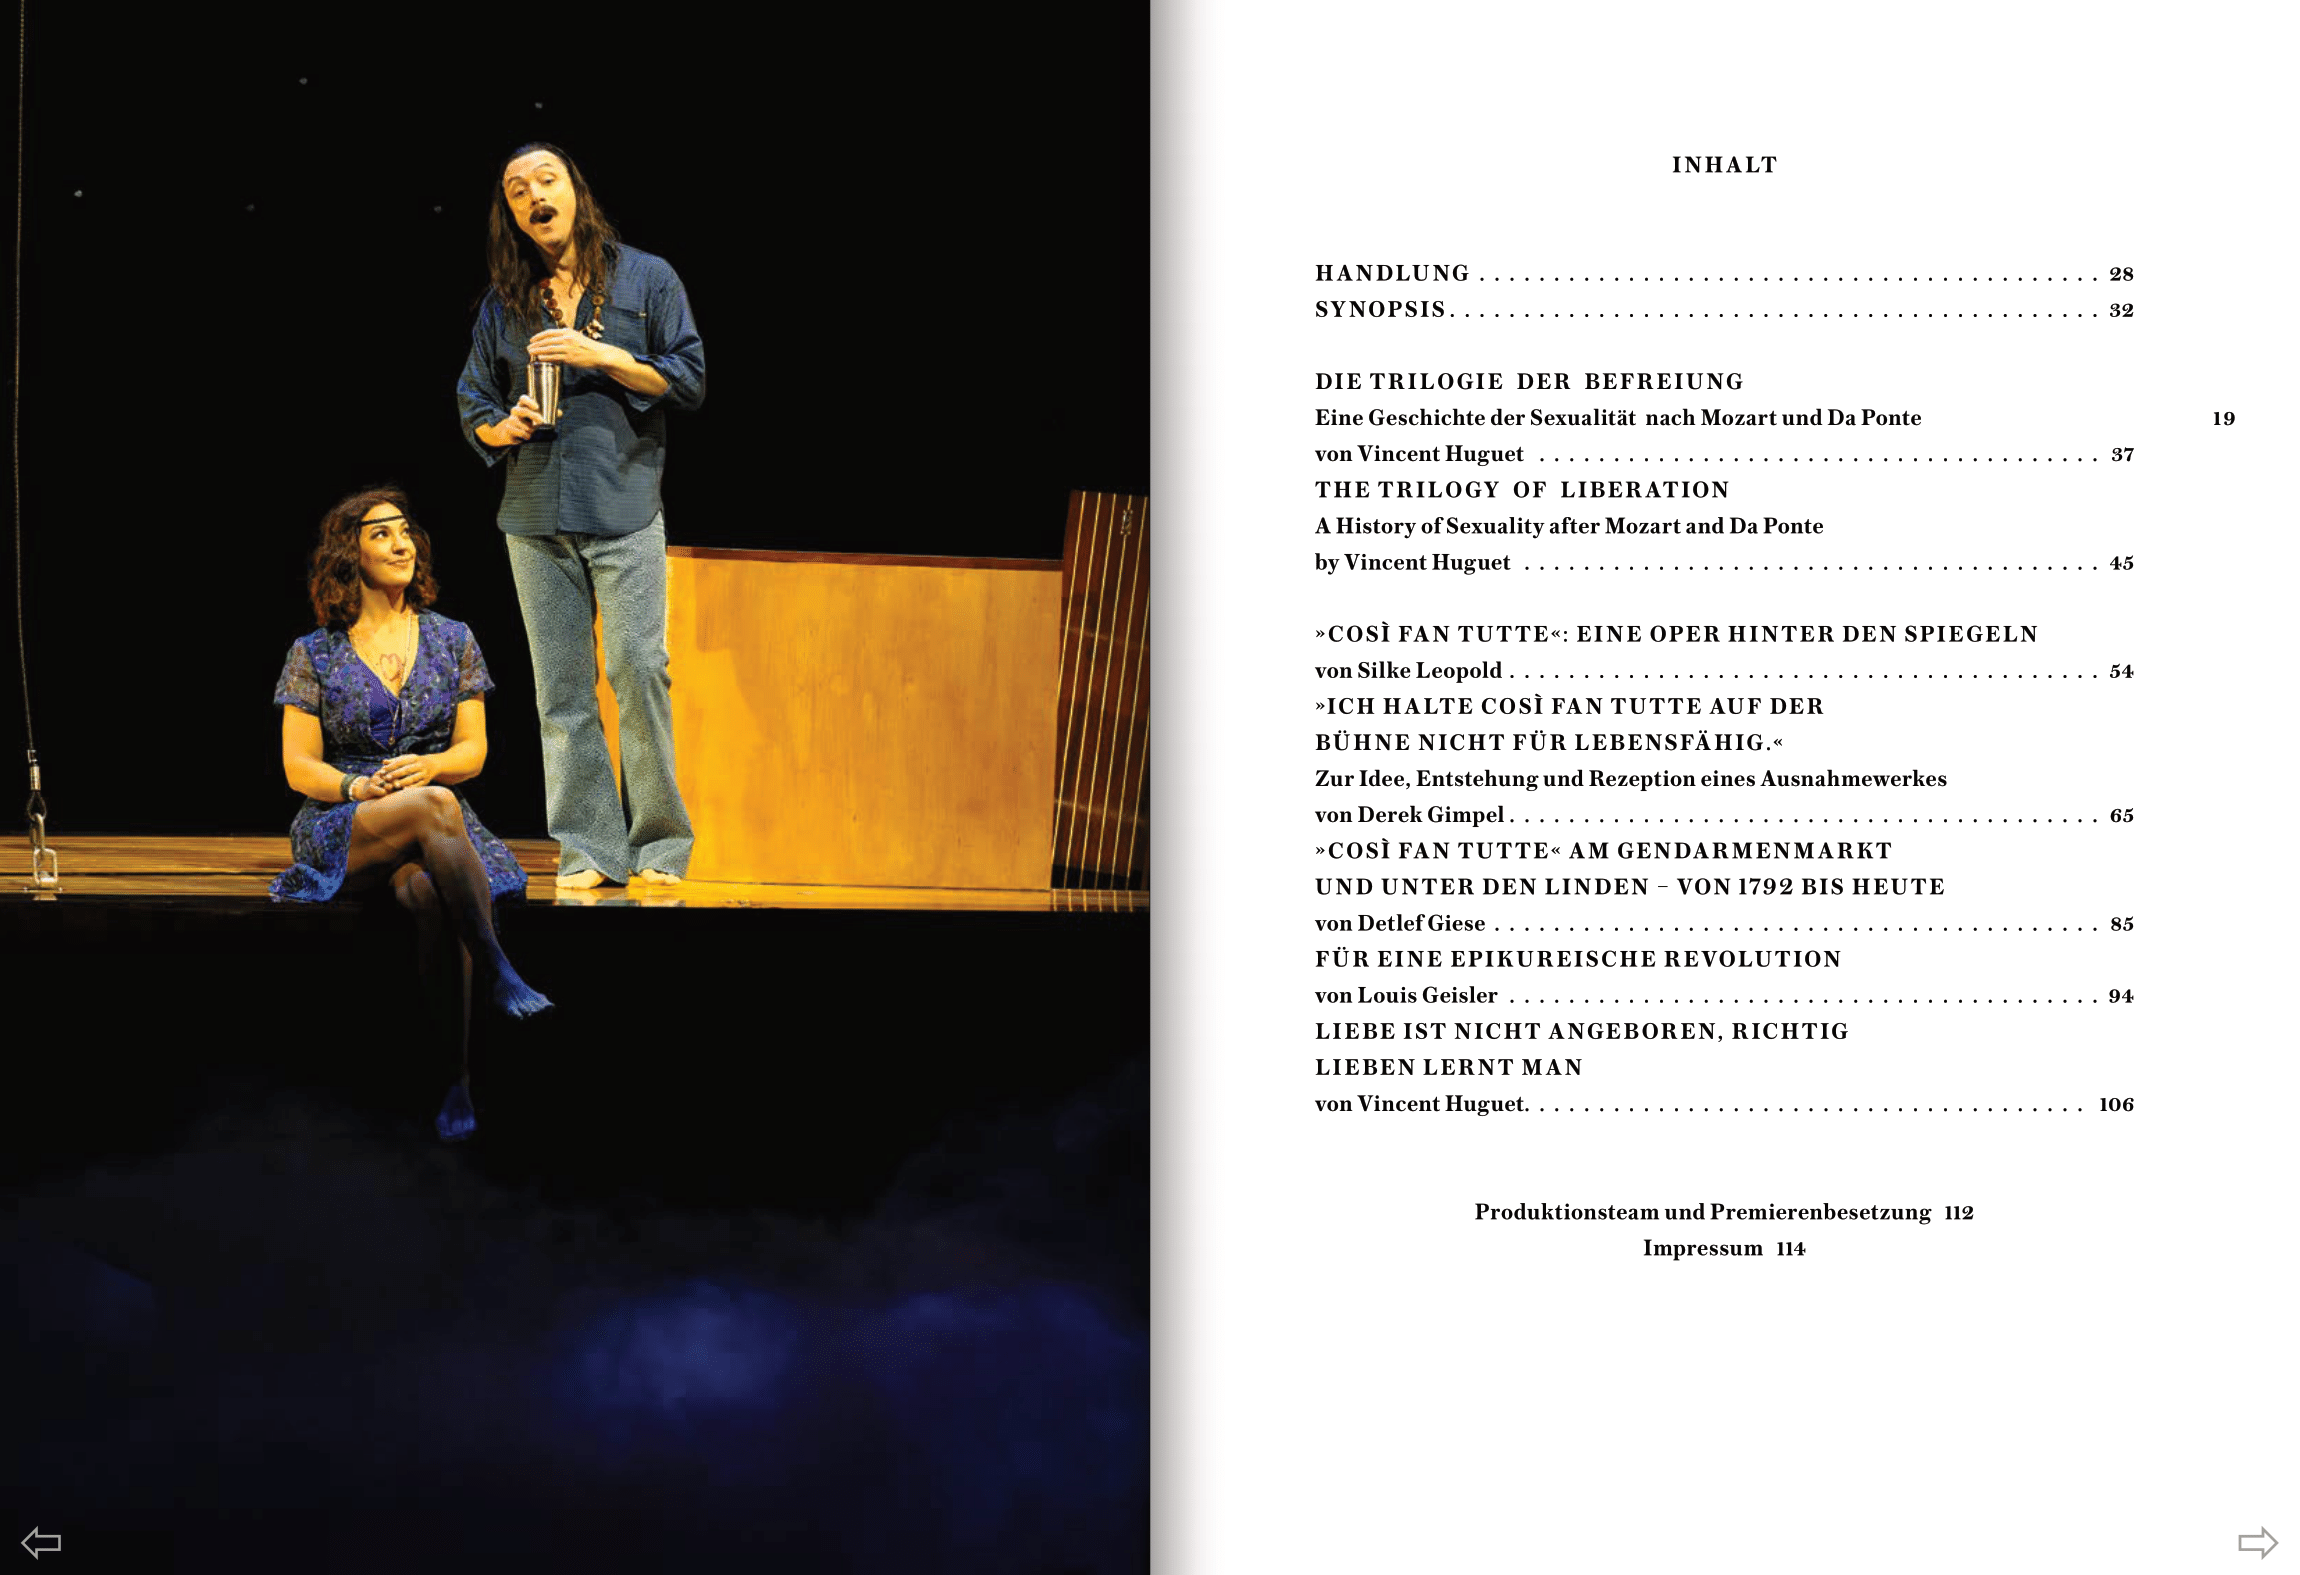 INHALT
HANDLUNG . . . . . . . . . . . . . . . . . . . . . . . . . . . . . . . . . . . . . . . . . . 28
SYNOPSIS. . . . . . . . . . . . . . . . . . . . . . . . . . . . . . . . . . . . . . . . . . . . 32
DIE TRILOGIE DER BEFREIUNG
Eine Geschichte der Sexualität nach Mozart und Da Ponte
19
von Vincent Huguet . . . . . . . . . . . . . . . . . . . . . . . . . . . . . . . . . . . . . . 37
THE TRILOGY OF LIBERATION
A History of Sexuality after Mozart and Da Ponte
by Vincent Huguet . . . . . . . . . . . . . . . . . . . . . . . . . . . . . . . . . . . . . . . 45
»COSÌ FAN TUTTE«: EINE OPER HINTER DEN SPIEGELN
von Silke Leopold . . . . . . . . . . . . . . . . . . . . . . . . . . . . . . . . . . . . . . . . 54
»ICH HALTE COSÌ FAN TUTTE AUF DER
BÜHNE NICHT FÜR LEBENSFÄHIG.«
Zur Idee, Entstehung und Rezeption eines Ausnahmewerkes
von Derek Gimpel . . . . . . . . . . . . . . . . . . . . . . . . . . . . . . . . . . . . . . . . 65
»COSÌ FAN TUTTE« AM GENDARMENMARKT
UND UNTER DEN LINDEN – VON 1792 BIS HEUTE
von Detlef Giese . . . . . . . . . . . . . . . . . . . . . . . . . . . . . . . . . . . . . . . . . 85
FÜR EINE EPIKUREISCHE REVOLUTION
von Louis Geisler . . . . . . . . . . . . . . . . . . . . . . . . . . . . . . . . . . . . . . . . 94
LIEBE IST NICHT ANGEBOREN, RICHTIG
LIEBEN LERNT MAN
von Vincent Huguet. . . . . . . . . . . . . . . . . . . . . . . . . . . . . . . . . . . . . . 106
Produktionsteam und Premierenbesetzung 112
Impressum 114